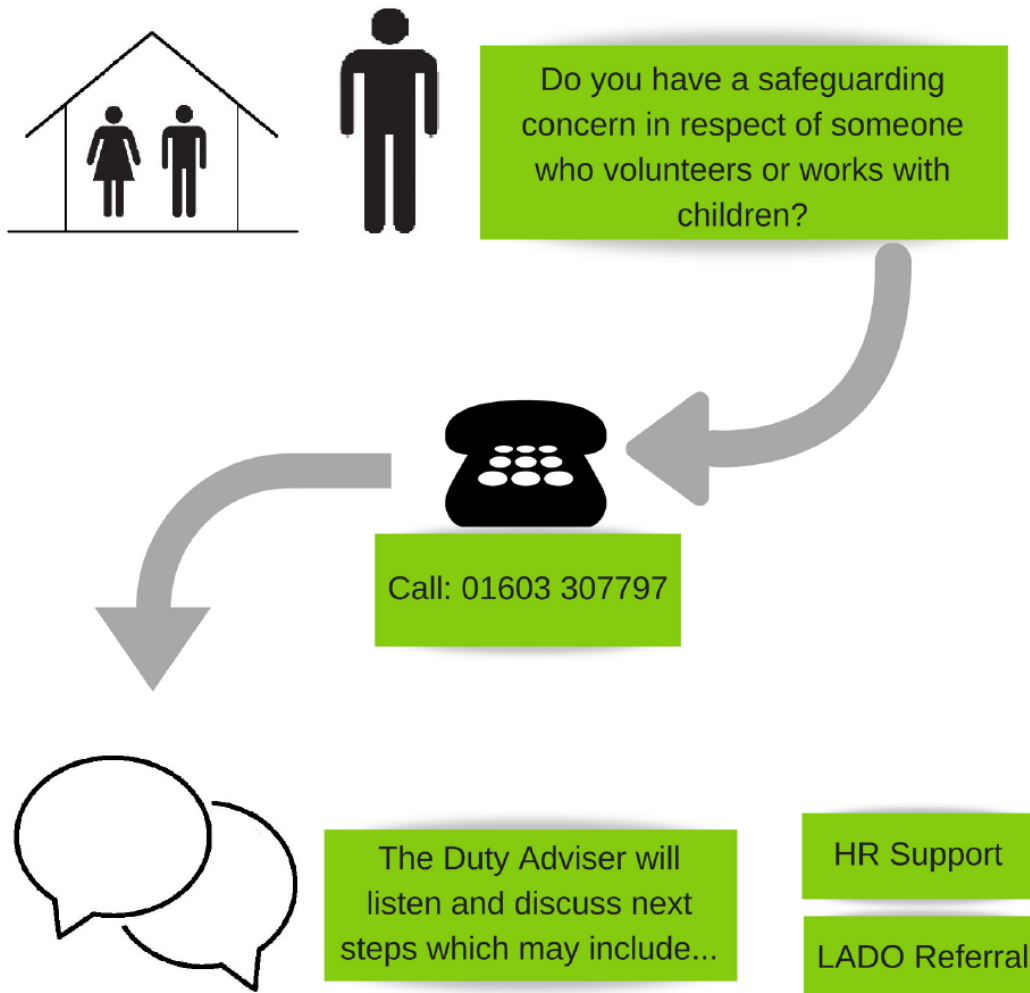 Do you have a safeguarding
concern in respect of someone
who volunteers or works with
children?
Call: 01603 307797
The Duty Adviser will
listen and discuss next
steps which may include...
HR Support
LADO Referral